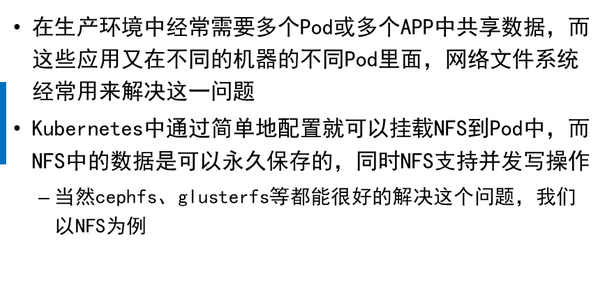 • 在生产环境中经常需要多个Pod或多个APP中共享数据，而
这些应用又在不同的机器的不同Pod里面，网络文件系统
经常用来解决这一问题
• Kubernetes中通过简单地配置就可以挂载NFS到Pod中，而
NFS中的数据是可以永久保存的，同时NFS支持并发写操作
– 当然cephfs、glusterfs等都能很好的解决这个问题，我们
以NFS为例